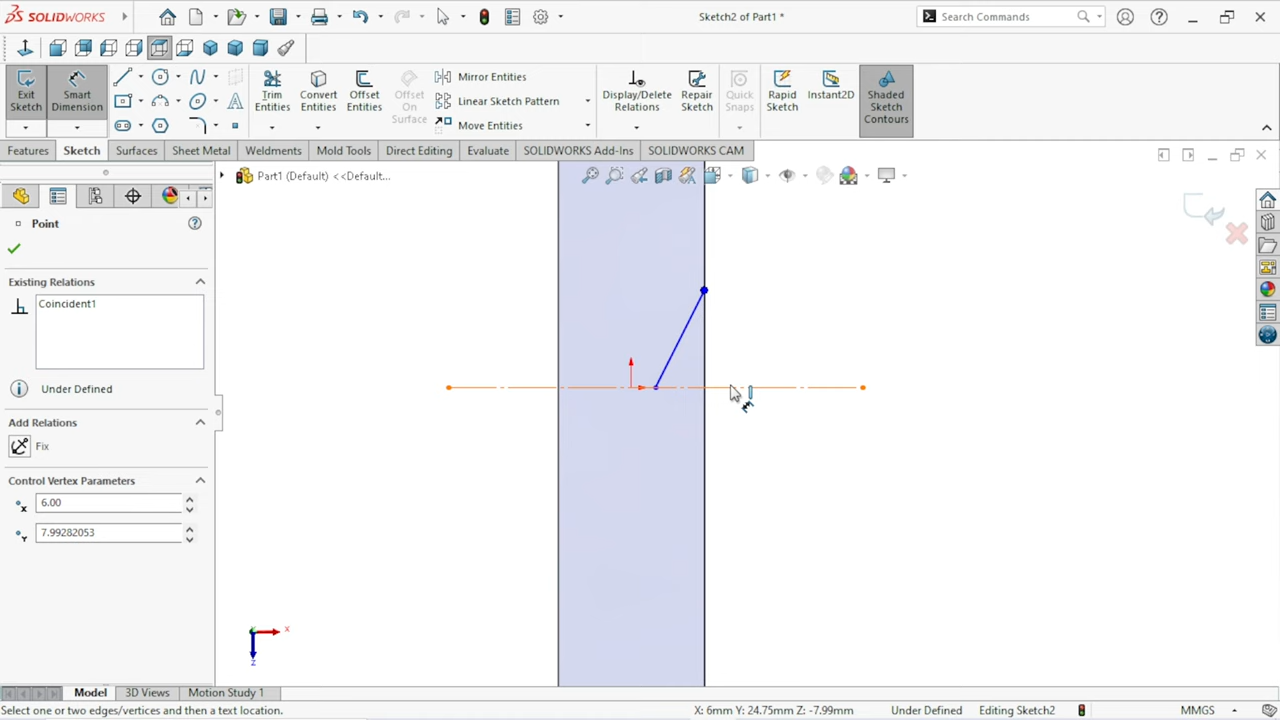 SOLIDWORKS
Sketch2 of Part1 *
Search Commands
Exit Sketch
Smart Dimension
Trim Entities
Convert Entities
Offset Entities
Offset On Surface
Mirror Entities
Linear Sketch Pattern
Move Entities
Display/Delete Relations
Repair Sketch
Quick Snaps
Rapid Sketch
Instant2D
Shaded Sketch Contours
Features
Sketch
Surfaces
Sheet Metal
Weldments
Mold Tools
Direct Editing
Evaluate
SOLIDWORKS Add-Ins
SOLIDWORKS CAM
Part1 (Default) <<Default...
Point
Existing Relations
Coincident1
Under Defined
Add Relations
Fix
Control Vertex Parameters
x
6.00
Y
7.99282053
Y
x
z
Model
3D Views
Motion Study 1
Select one or two edges/vertices and then a text location.
X: 6mm Y: 24.75mm Z: -7.99mm
Under Defined
Editing Sketch2
MMGS